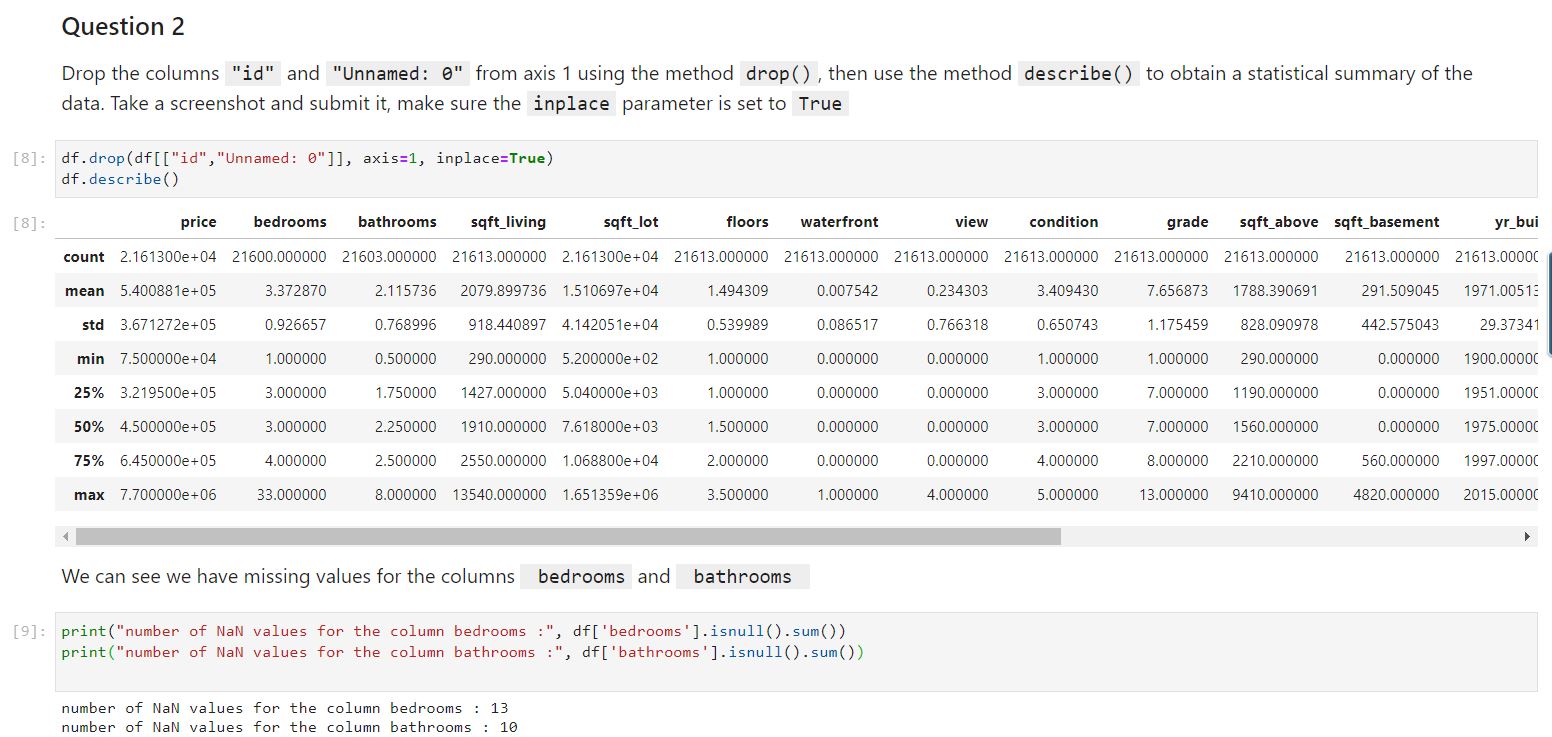 Question 2
Drop the columns "id" and "Unnamed: 0" from axis 1 using the method drop(), then use the method describe() to obtain a statistical summary of the
data. Take a screenshot and submit it, make sure the inplace parameter is set to True
[8]: df.drop(df[["id","Unnamed: 0"]], axis=1, inplace=True)
df.describe()
[8]: price bedrooms bathrooms sqft_living sqft_lot floors waterfront view condition grade sqft_above sqft_basement yr_bui
count 2.161300e+04 21600.000000 21603.000000 21613.000000 2.161300e+04 21613.000000 21613.000000 21613.000000 21613.000000 21613.000000 21613.000000 21613.000000 21613.00000
mean 5.400881e+05 3.372870 2.115736 2079.899736 1.510697e+04 1.494309 0.007542 0.234303 3.409430 7.656873 1788.390691 291.509045 1971.00513
std 3.671272e+05 0.926657 0.768996 918.440897 4.142051e+04 0.539989 0.086517 0.766318 0.650743 1.175459 828.090978 442.575043 29.37341
min 7.500000e+04 1.000000 0.500000 290.000000 5.200000e+02 1.000000 0.000000 0.000000 1.000000 1.000000 290.000000 0.000000 1900.00000
25% 3.219500e+05 3.000000 1.750000 1427.000000 5.040000e+03 1.000000 0.000000 0.000000 3.000000 7.000000 1190.000000 0.000000 1951.00000
50% 4.500000e+05 3.000000 2.250000 1910.000000 7.618000e+03 1.500000 0.000000 0.000000 3.000000 7.000000 1560.000000 0.000000 1975.00000
75% 6.450000e+05 4.000000 2.500000 2550.000000 1.068800e+04 2.000000 0.000000 0.000000 4.000000 8.000000 2210.000000 560.000000 1997.00000
max 7.700000e+06 33.000000 8.000000 13540.000000 1.651359e+06 3.500000 1.000000 4.000000 5.000000 13.000000 9410.000000 4820.000000 2015.00000
We can see we have missing values for the columns bedrooms and bathrooms
[9]: print("number of NaN values for the column bedrooms :", df['bedrooms'].isnull().sum())
print("number of NaN values for the column bathrooms :", df['bathrooms'].isnull().sum())
number of NaN values for the column bedrooms : 13
number of NaN values for the column bathrooms : 10